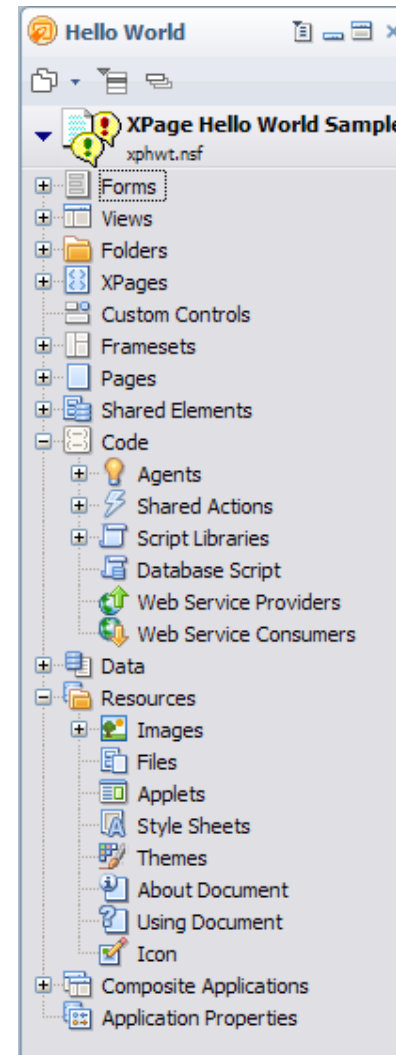 Hello World
XPage Hello World Sample
xphwt.nsf
Forms
Views
Folders
XPages
Custom Controls
Framesets
Pages
Shared Elements
Code
Agents
Shared Actions
Script Libraries
Database Script
Web Service Providers
Web Service Consumers
Data
Resources
Images
Files
Applets
Style Sheets
Themes
About Document
Using Document
Icon
Composite Applications
Application Properties